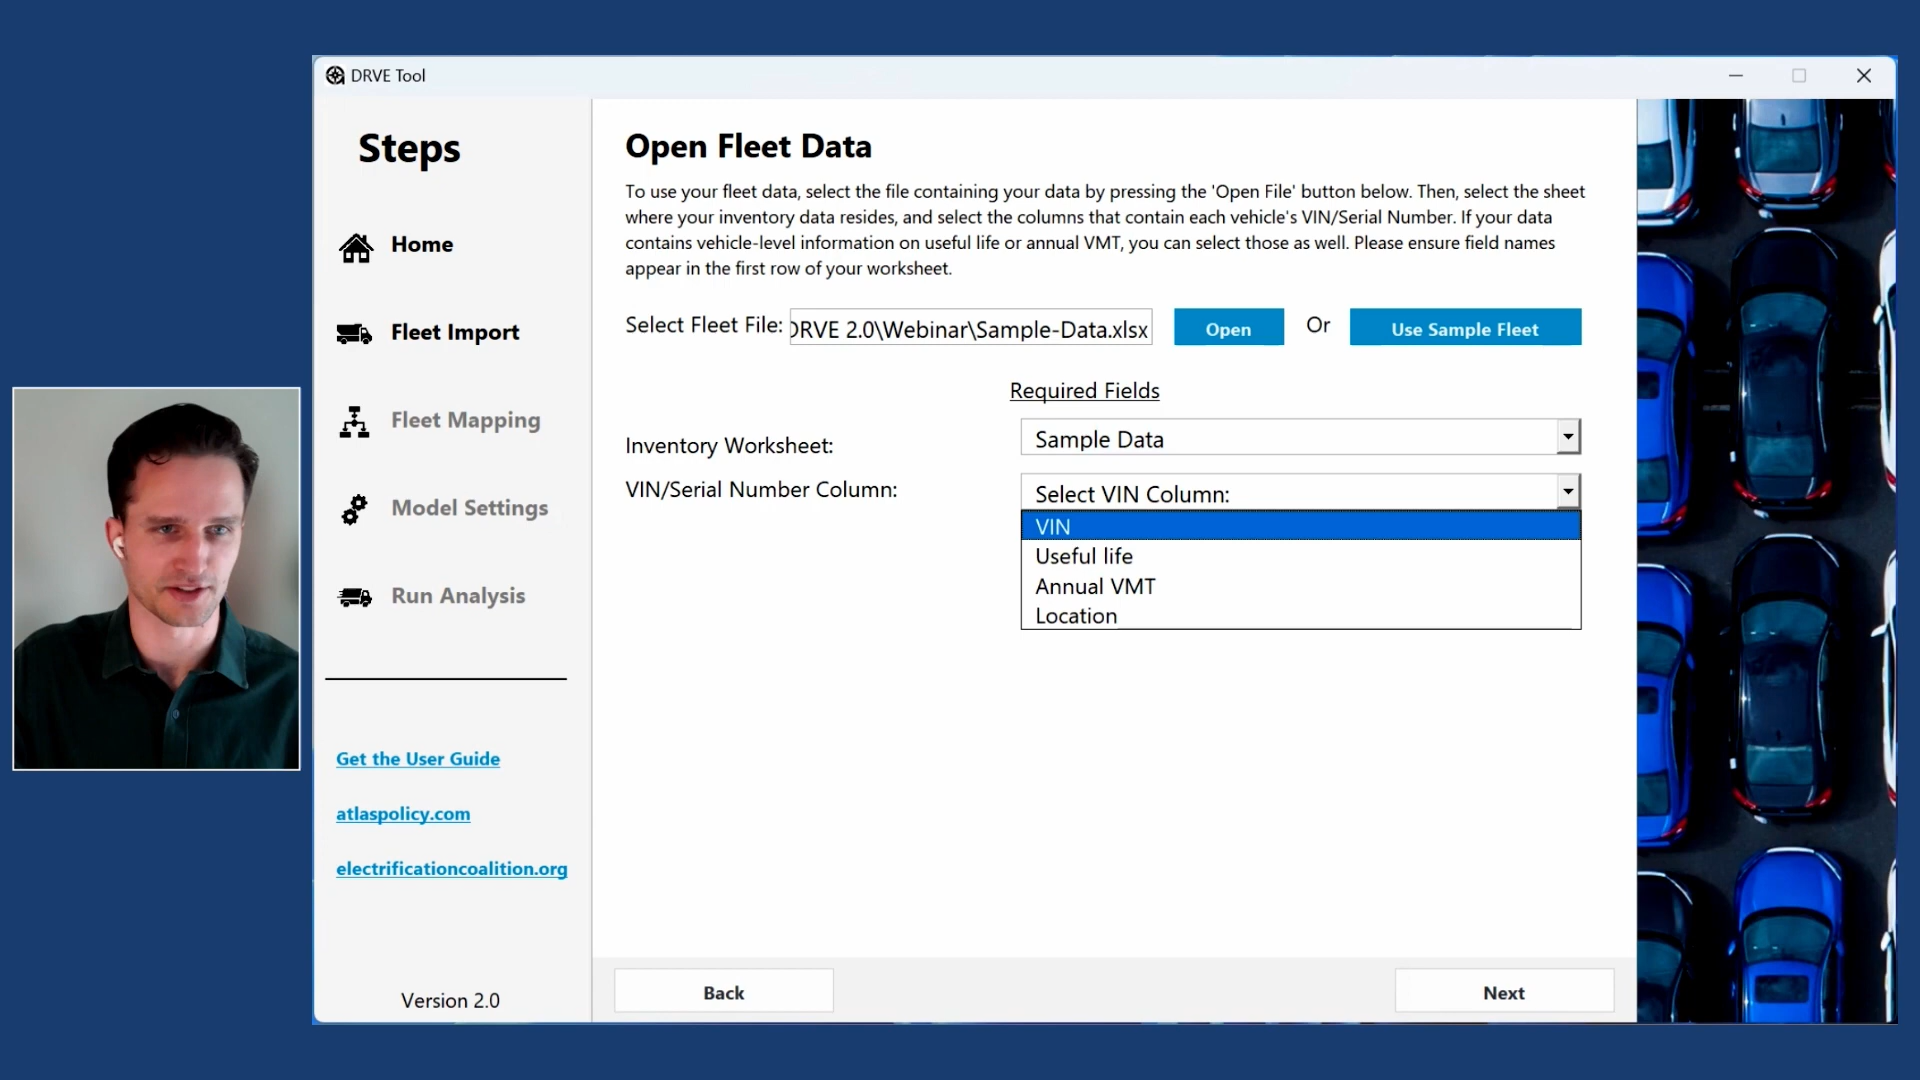 DRVE Tool
Steps
Home
Fleet Import
Fleet Mapping
Model Settings
Run Analysis
Get the User Guide
atlaspolicy.com
electrificationcoalition.org
Version 2.0
Open Fleet Data
To use your fleet data, select the file containing your data by pressing the 'Open File' button below. Then, select the sheet
where your inventory data resides, and select the columns that contain each vehicle's VIN/Serial Number. If your data
contains vehicle-level information on useful life or annual VMT, you can select those as well. Please ensure field names
appear in the first row of your worksheet.
Select Fleet File: DRVE 2.0\Webinar\Sample-Data.xlsx Open Or Use Sample Fleet
Required Fields
Inventory Worksheet: Sample Data
VIN/Serial Number Column: Select VIN Column:
VIN
Useful life
Annual VMT
Location
Back Next